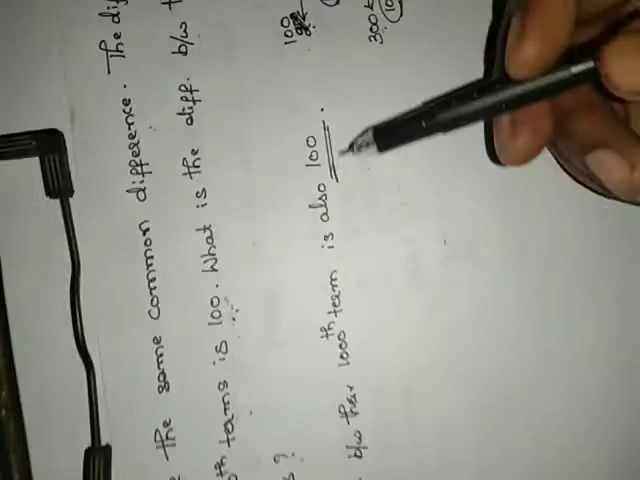 the same common difference. The dif
th terms is 100. What is the diff. b/w
s?
100
300
b/w their 1000th term is also 100.